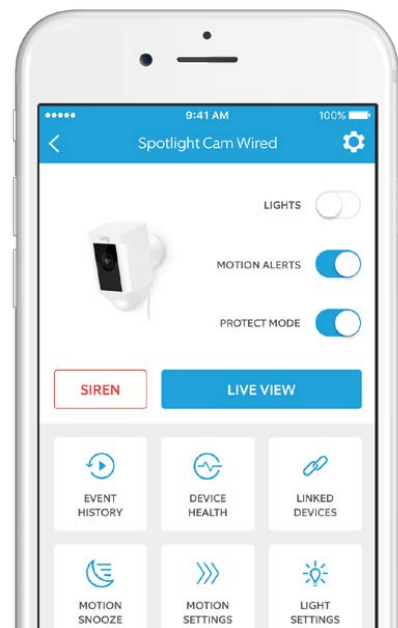 9:41 AM
100%
Spotlight Cam Wired
LIGHTS
MOTION ALERTS
PROTECT MODE
SIREN
LIVE VIEW
EVENT
HISTORY
DEVICE
HEALTH
LINKED
DEVICES
MOTION
SNOOZE
MOTION
SETTINGS
LIGHT
SETTINGS